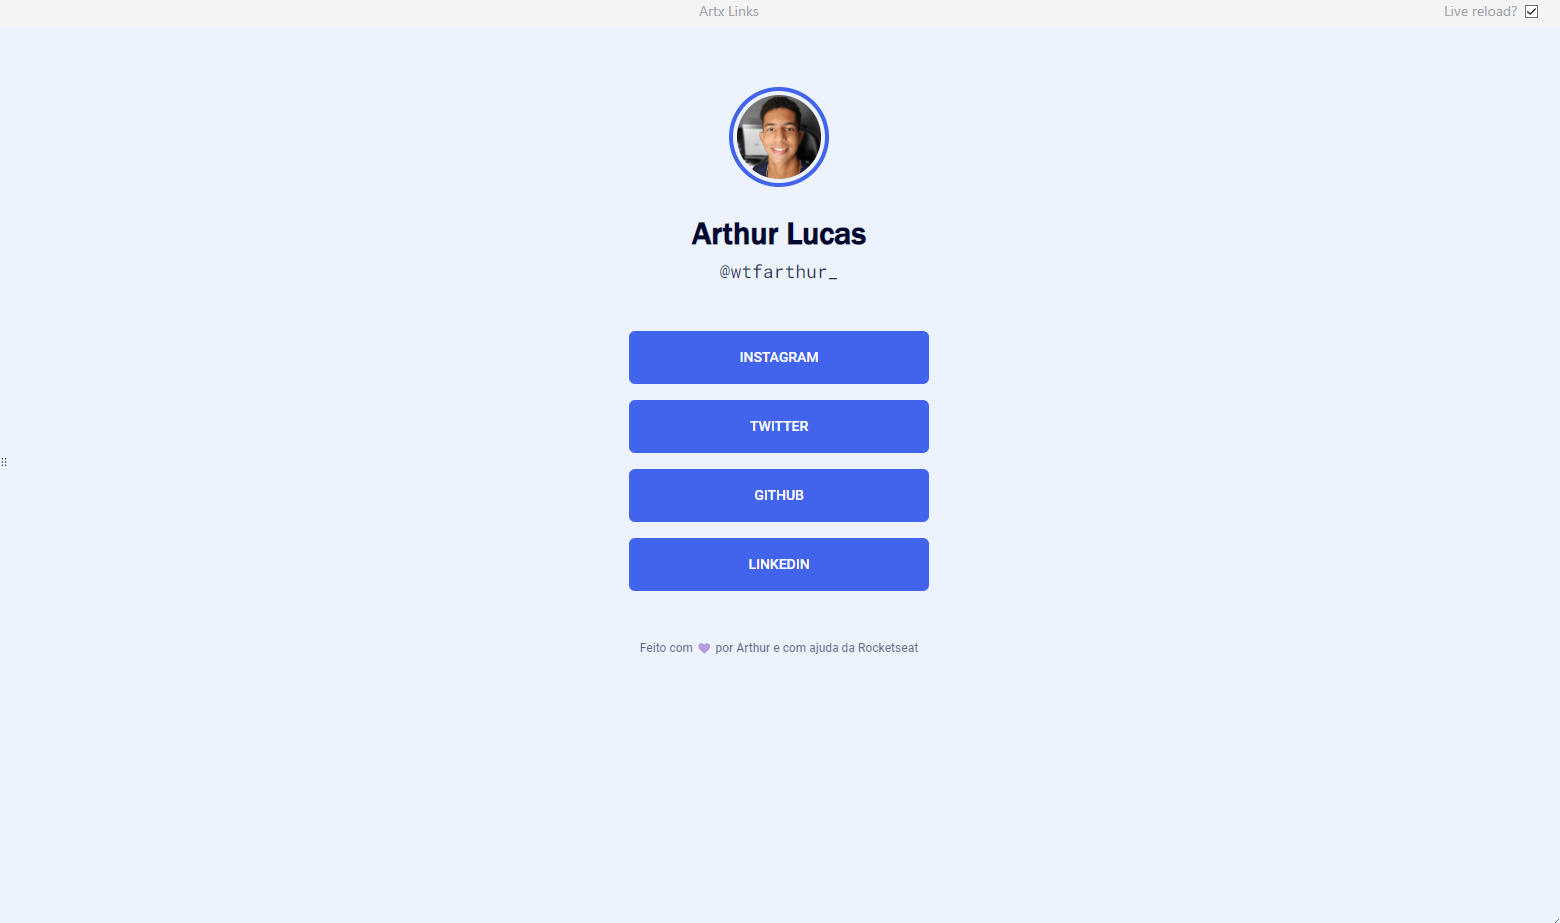 Artx Links
Live reload?
Arthur Lucas
@wtfarthur_
INSTAGRAM
TWITTER
GITHUB
LINKEDIN
Feito com 💜 por Arthur e com ajuda da Rocketseat